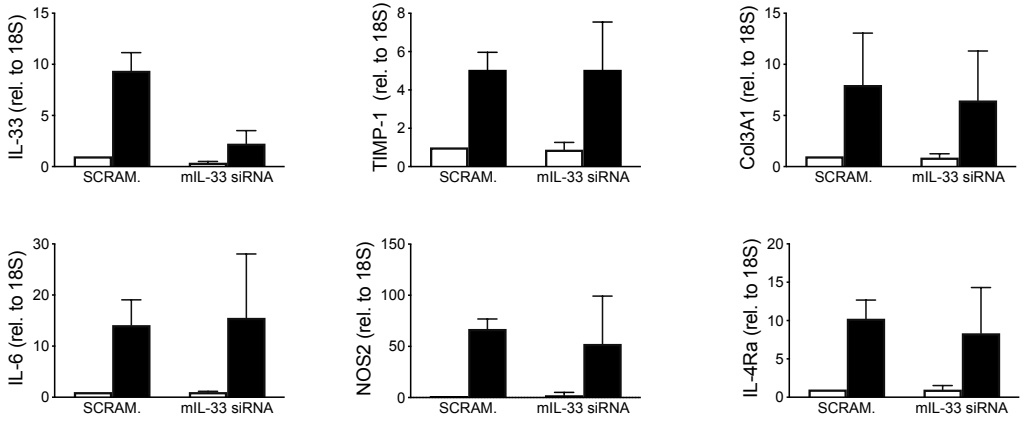 IL-33 (rel. to 18S)
15
10
5
0
SCRAM. mIL-33 siRNA
TIMP-1 (rel. to 18S)
8
6
4
2
0
SCRAM. mIL-33 siRNA
Col3A1 (rel. to 18S)
15
10
5
0
SCRAM. mIL-33 siRNA
IL-6 (rel. to 18S)
30
20
10
0
SCRAM. mIL-33 siRNA
NOS2 (rel. to 18S)
150
100
50
0
SCRAM. mIL-33 siRNA
IL-4Ra (rel. to 18S)
20
15
10
5
0
SCRAM. mIL-33 siRNA